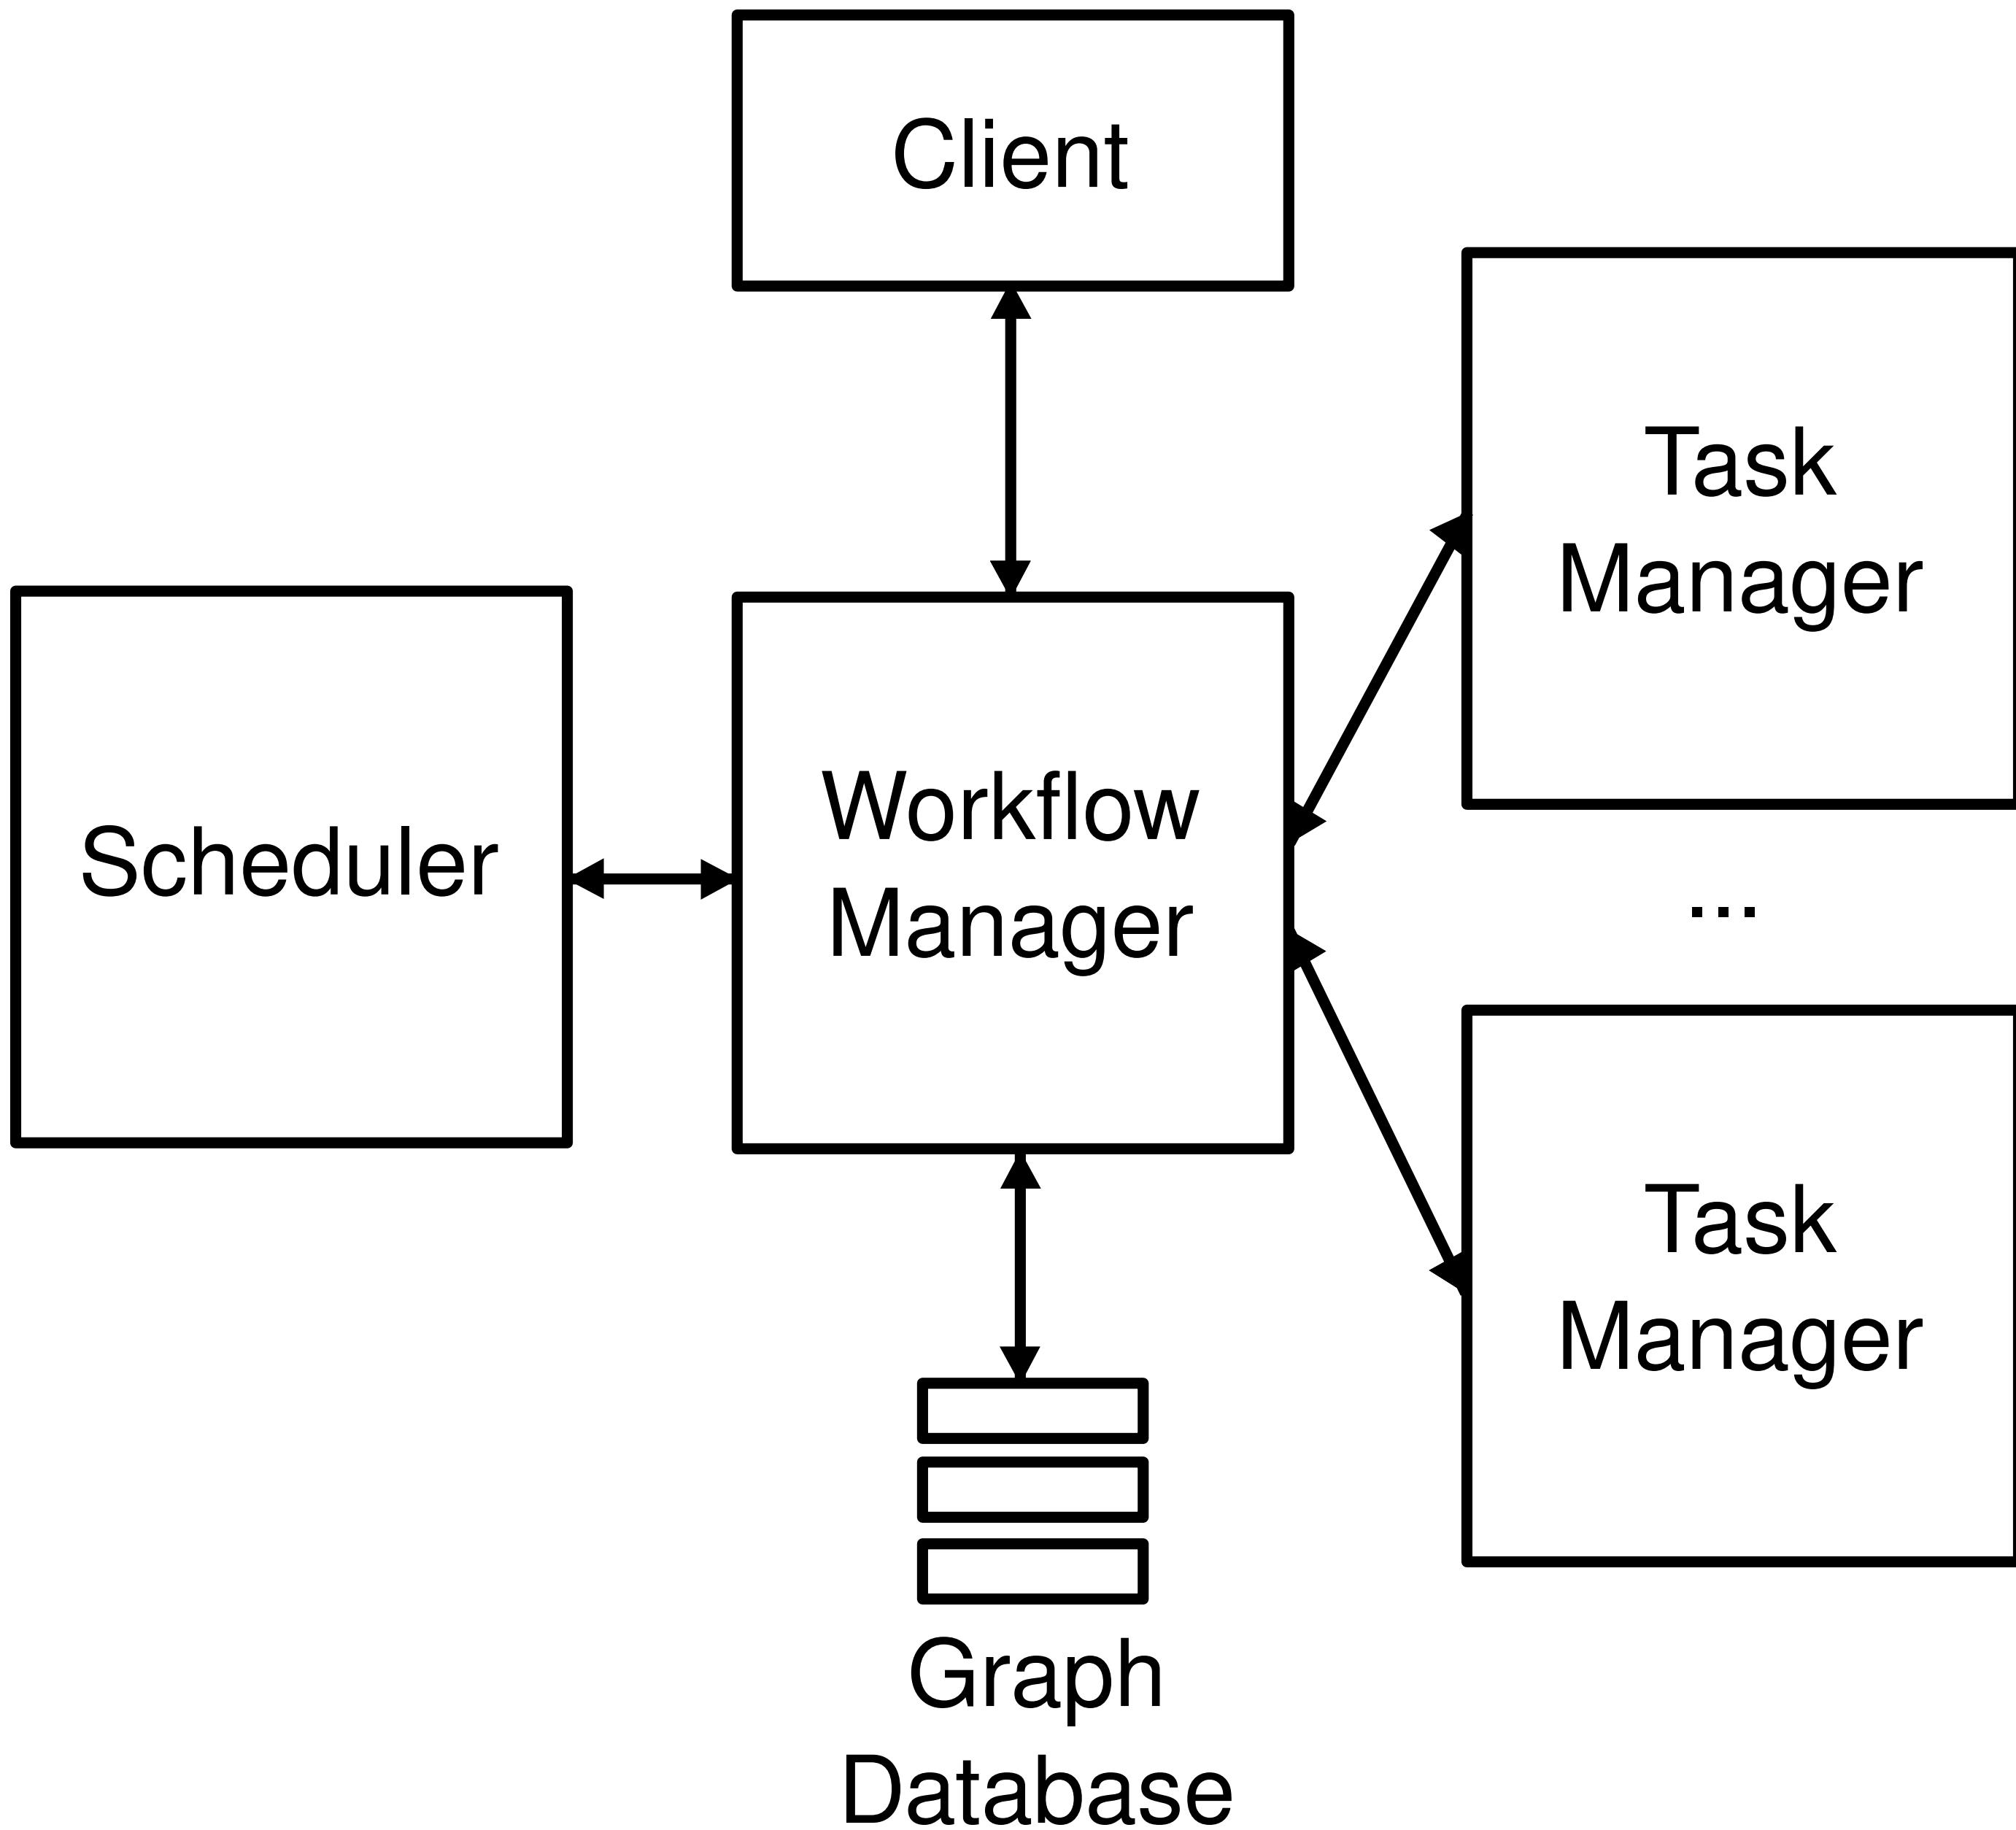 Client
Task
Manager
Scheduler
Workflow
Manager
...
Task
Manager
Graph
Database